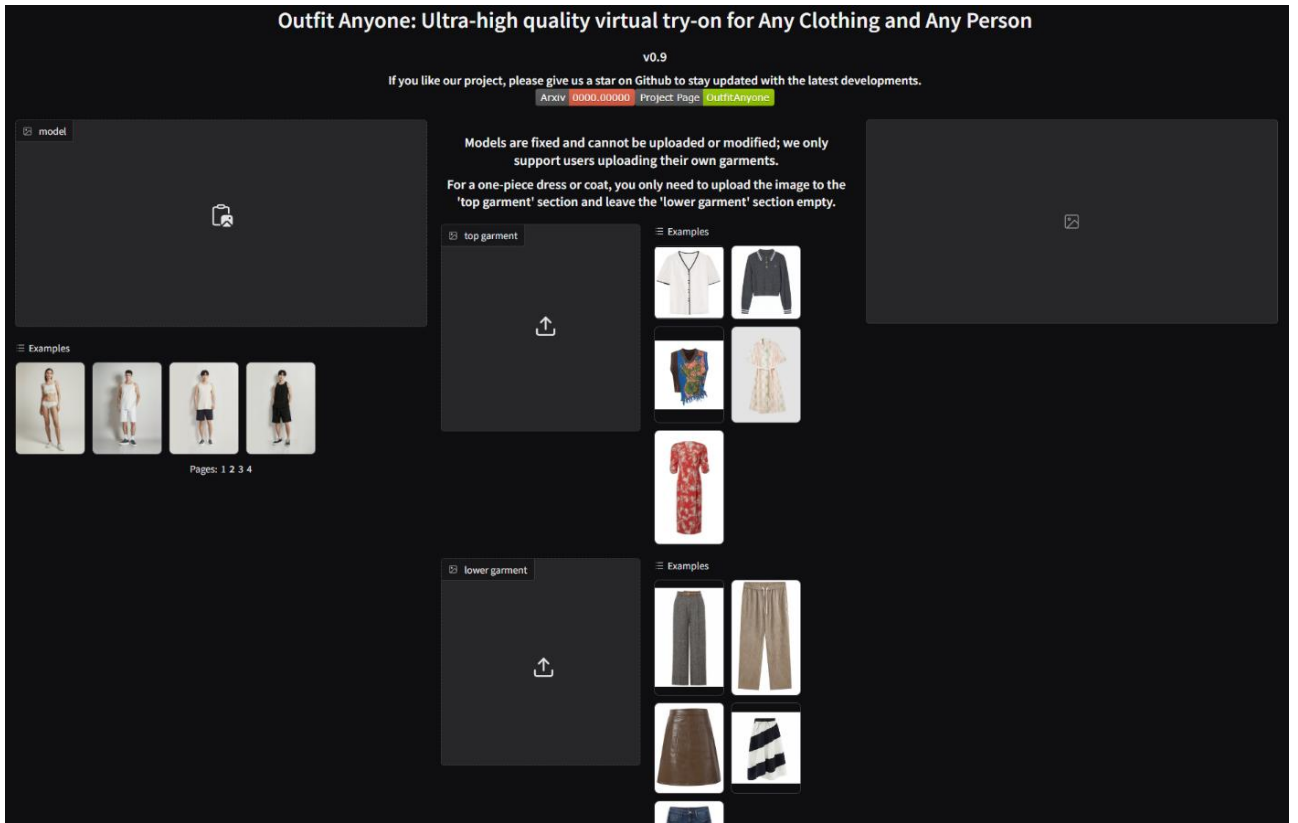 Outfit Anyone: Ultra-high quality virtual try-on for Any Clothing and Any Person
v0.9
If you like our project, please give us a star on Github to stay updated with the latest developments.
Arxiv 0000.00000 Project Page OutfitAnyone
model
Models are fixed and cannot be uploaded or modified; we only
support users uploading their own garments.
For a one-piece dress or coat, you only need to upload the image to the
'top garment' section and leave the 'lower garment' section empty.
top garment
Examples
Examples
Pages: 1 2 3 4
lower garment
Examples